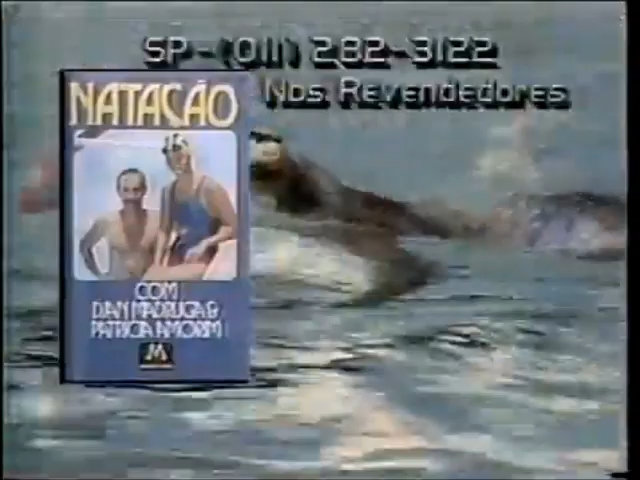 SP-(011) 282-3122
Nos Revendedores
NATAÇÃO
COM
DJAN MADRUGA &
PATRICIA AMORIM
M